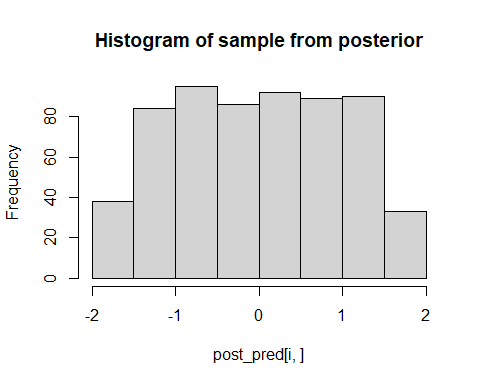 Histogram of sample from posterior
Frequency
0 20 40 60 80
-2 -1 0 1 2
post_pred[i, ]